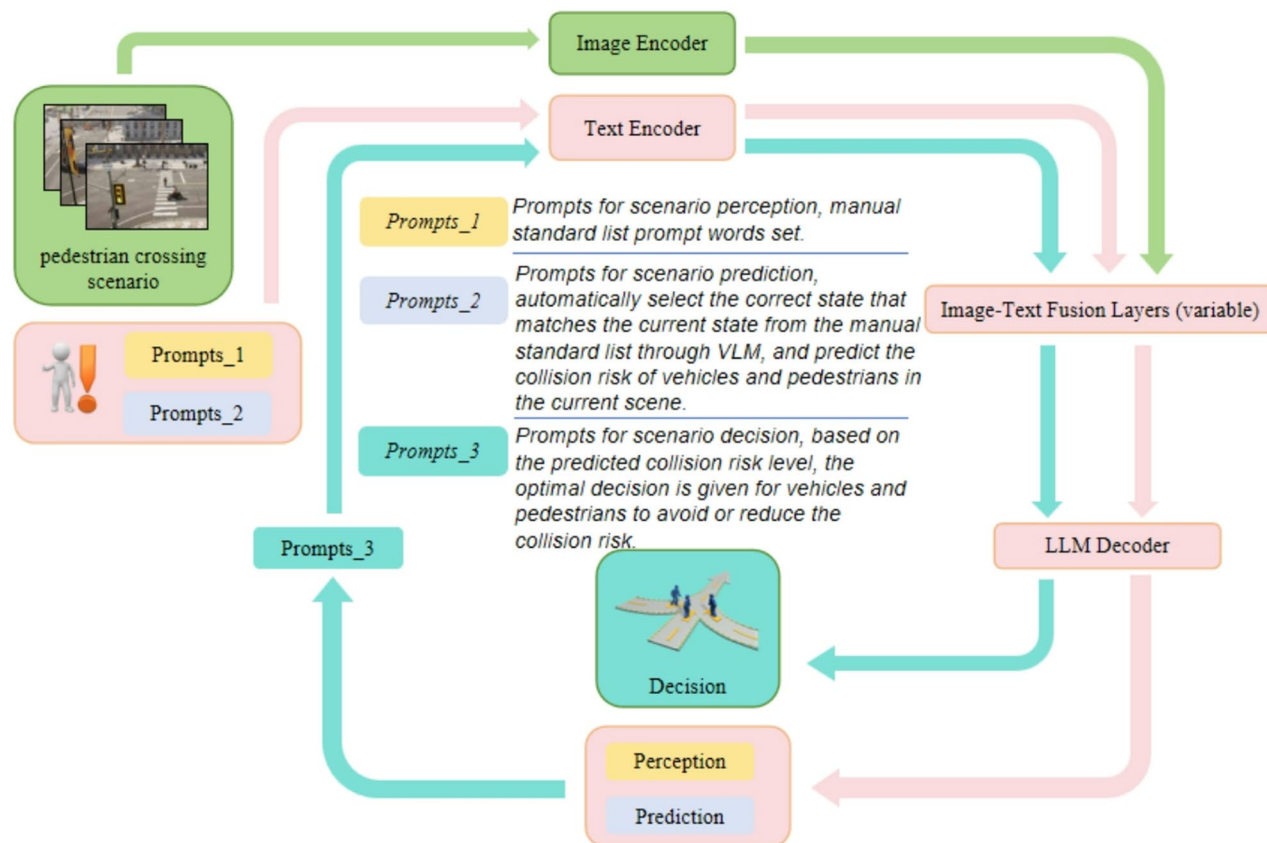 Image Encoder
Text Encoder
pedestrian crossing
scenario
Prompts_1
Prompts_2
Prompts_1
Prompts for scenario perception, manual
standard list prompt words set.
Prompts_2
Prompts for scenario prediction,
automatically select the correct state that
matches the current state from the manual
standard list through VLM, and predict the
collision risk of vehicles and pedestrians in
the current scene.
Prompts_3
Prompts for scenario decision, based on
the predicted collision risk level, the
optimal decision is given for vehicles and
pedestrians to avoid or reduce the
collision risk.
Image-Text Fusion Layers (variable)
LLM Decoder
Prompts_3
Decision
Perception
Prediction